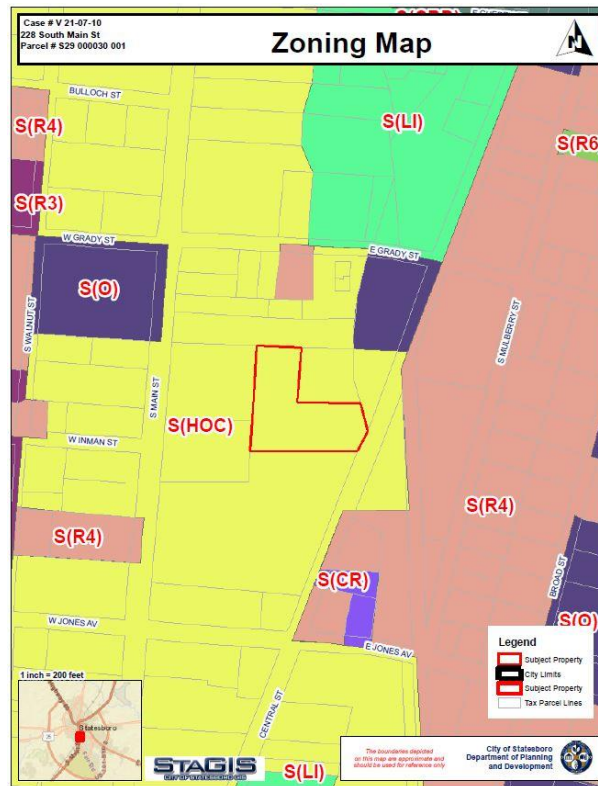 Case # V 21-07-10
228 South Main St
Parcel # S29 000030 001
Zoning Map
N
BULLOCH ST
S(R4)
S(LI)
S(R6
S(R3)
W GRADY ST
E GRADY ST
S(O)
S WALNUT ST
S MAIN ST
S MULBERRY ST
S(HOC)
W INMAN ST
S(R4)
S(R4)
S(CR)
BROAD ST
S(O)
W JONES AV
E JONES AV
CENTRAL ST
S(LI)
Legend
Subject Property
City Limits
Subject Property
Tax Parcel Lines
1 inch = 200 feet
Statesboro
STAGIS
CITY OF STATESBORO GIS
The boundaries depicted
on this map are approximate and
should be used for reference only
City of Statesboro
Department of Planning
and Development